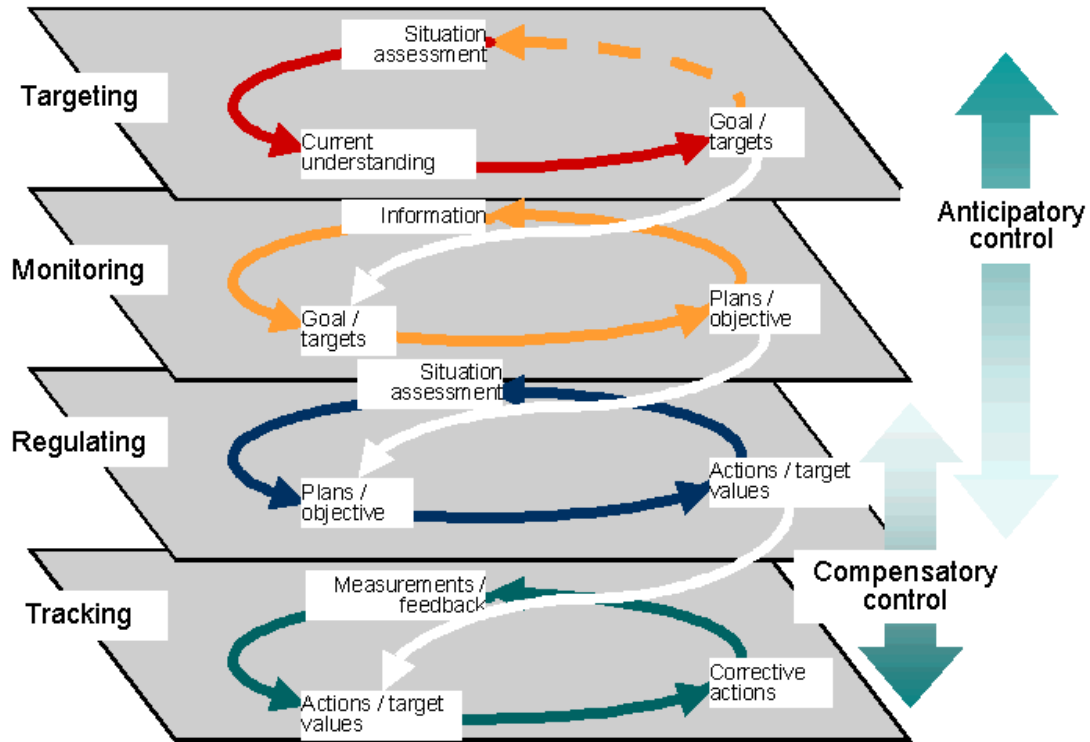 Situation
assessment
Targeting
Current
understanding
Goal /
targets
Information
Monitoring
Goal /
targets
Plans /
objective
Anticipatory
control
Situation
assessment
Regulating
Plans /
objective
Actions / target
values
Measurements /
feedback
Tracking
Actions / target
values
Corrective
actions
Compensatory
control